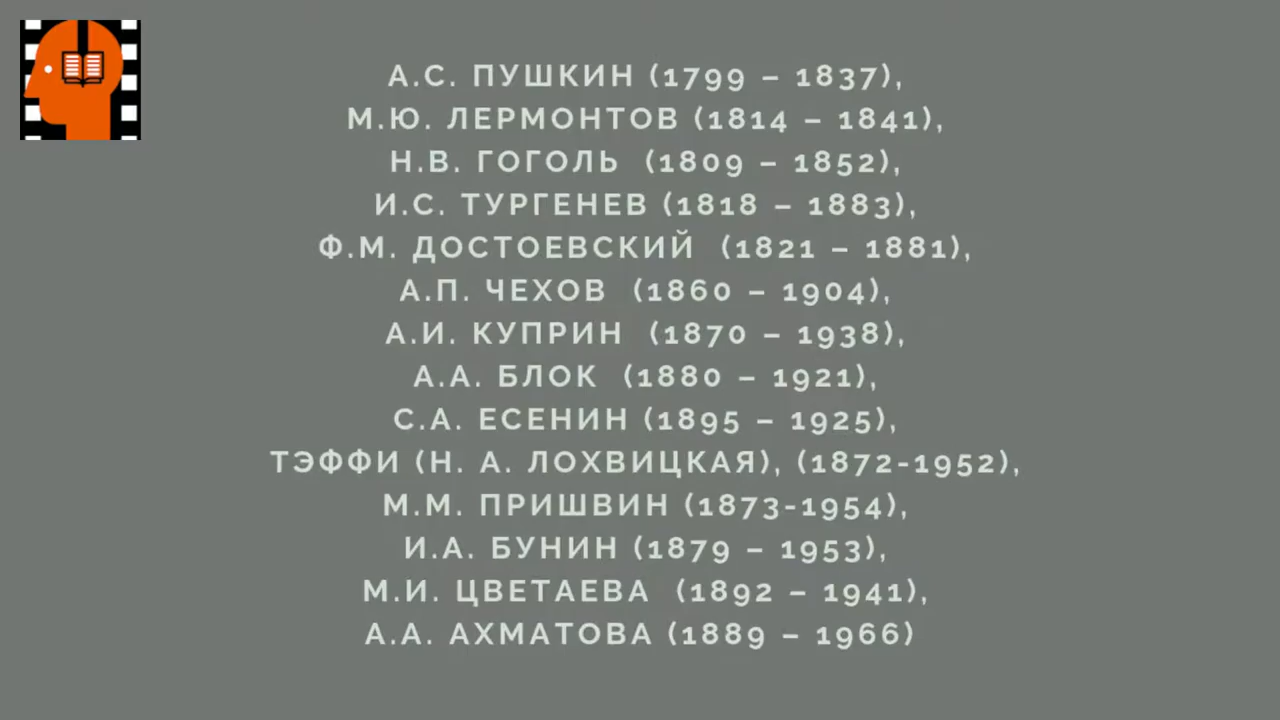 А.С. ПУШКИН (1799 – 1837),
М.Ю. ЛЕРМОНТОВ (1814 – 1841),
Н.В. ГОГОЛЬ (1809 – 1852),
И.С. ТУРГЕНЕВ (1818 – 1883),
Ф.М. ДОСТОЕВСКИЙ (1821 – 1881),
А.П. ЧЕХОВ (1860 – 1904),
А.И. КУПРИН (1870 – 1938),
А.А. БЛОК (1880 – 1921),
С.А. ЕСЕНИН (1895 – 1925),
ТЭФФИ (Н. А. ЛОХВИЦКАЯ), (1872-1952),
М.М. ПРИШВИН (1873-1954),
И.А. БУНИН (1879 – 1953),
М.И. ЦВЕТАЕВА (1892 – 1941),
А.А. АХМАТОВА (1889 – 1966)